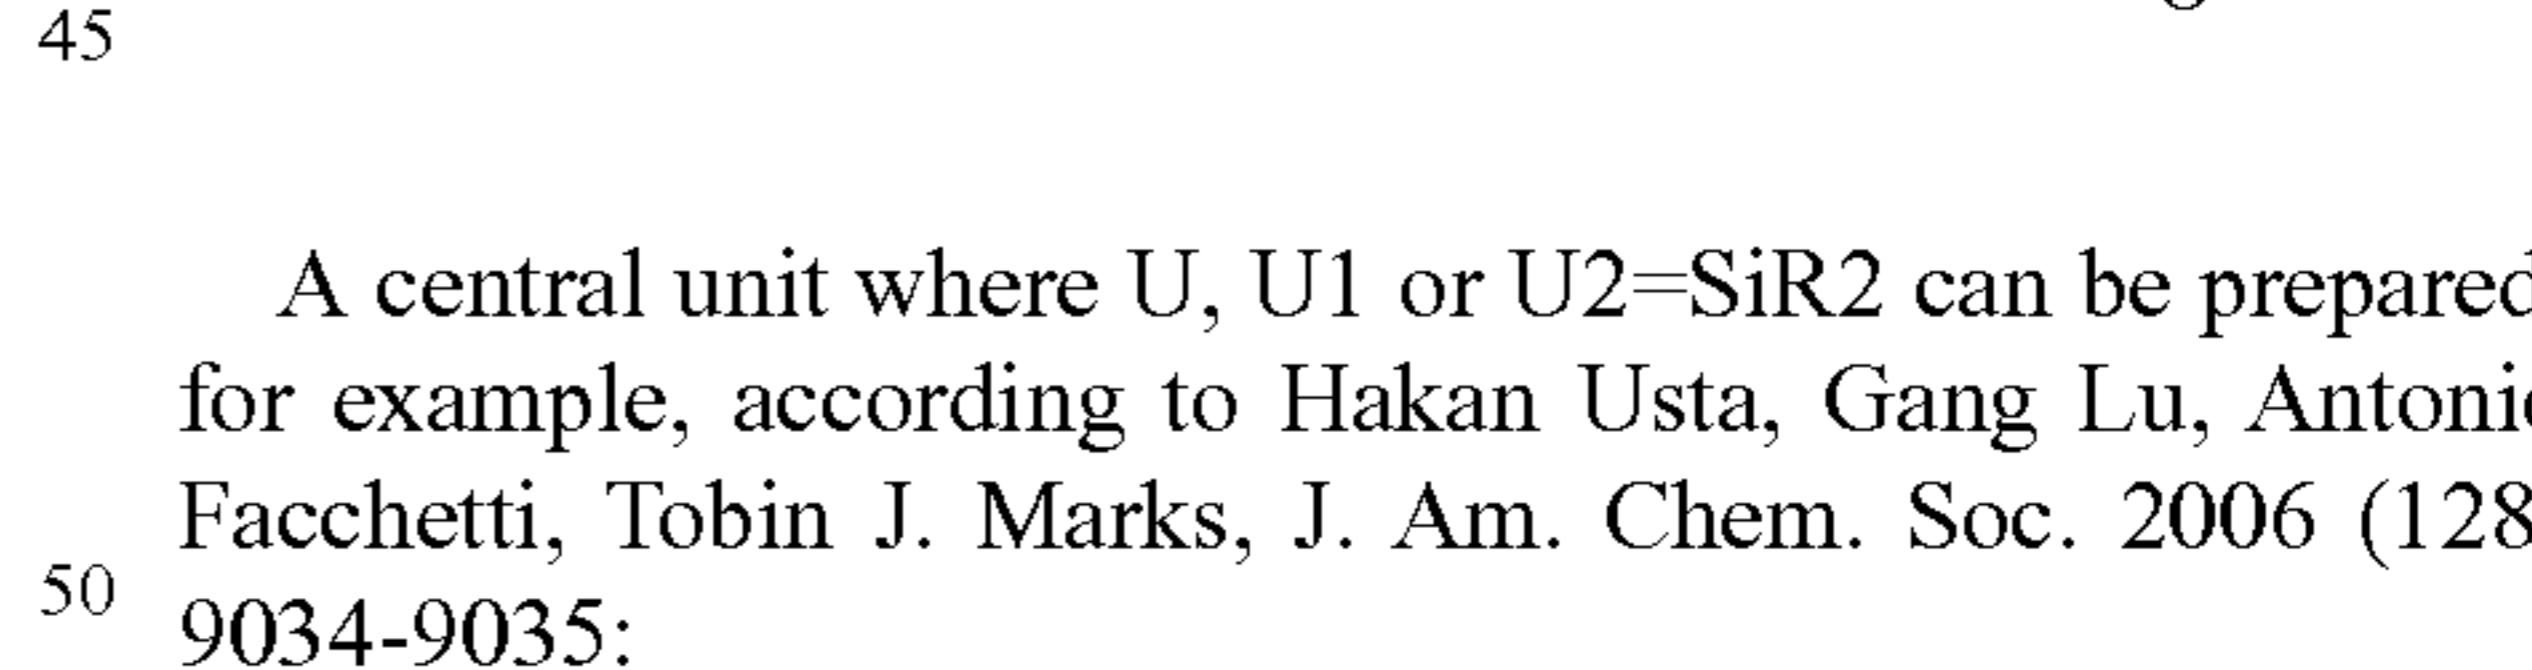 45
A central unit where U, U1 or U2=SiR2 can be prepared
for example, according to Hakan Usta, Gang Lu,
Facchetti, Tobin J. Marks, J. Am. Chem. Soc. 2006 (128
50
9034-9035: